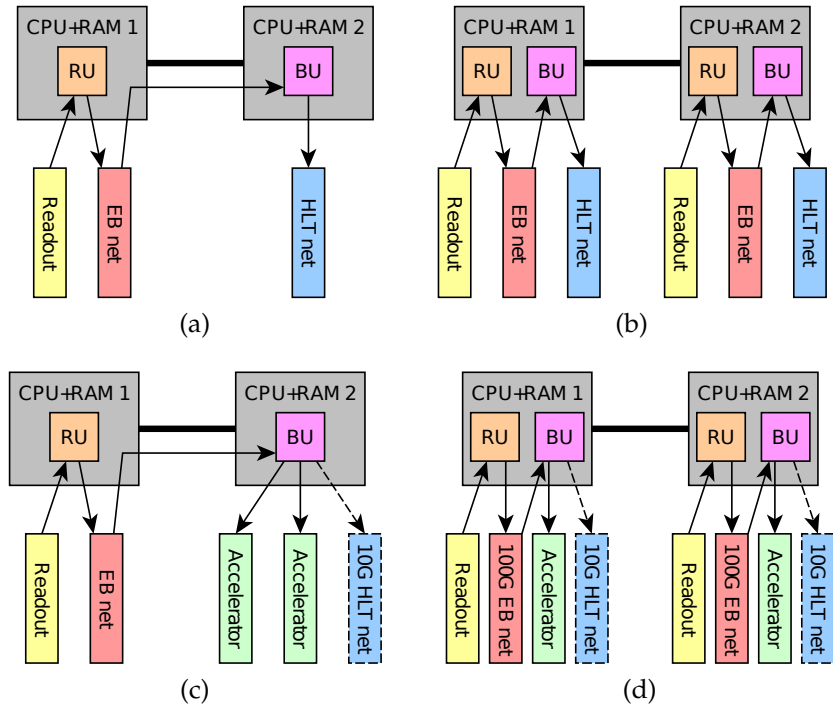 CPU+RAM 1
CPU+RAM 2
RU
BU
Readout
EB net
HLT net
(a)
CPU+RAM 1
CPU+RAM 2
RU
BU
RU
BU
Readout
EB net
HLT net
Readout
EB net
HLT net
(b)
CPU+RAM 1
CPU+RAM 2
RU
BU
Readout
EB net
Accelerator
Accelerator
10G HLT net
(c)
CPU+RAM 1
CPU+RAM 2
RU
BU
RU
BU
Readout
100G EB net
Accelerator
10G HLT net
Readout
100G EB net
Accelerator
10G HLT net
(d)